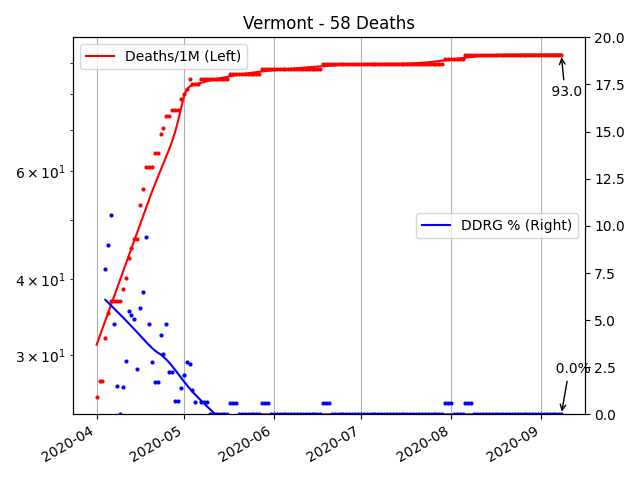 Vermont - 58 Deaths
Deaths/1M (Left)
DDRG % (Right)
93.0
0.0%
6 × 10¹
4 × 10¹
3 × 10¹
20.0
17.5
15.0
12.5
10.0
7.5
5.0
2.5
0.0
2020-04
2020-05
2020-06
2020-07
2020-08
2020-09